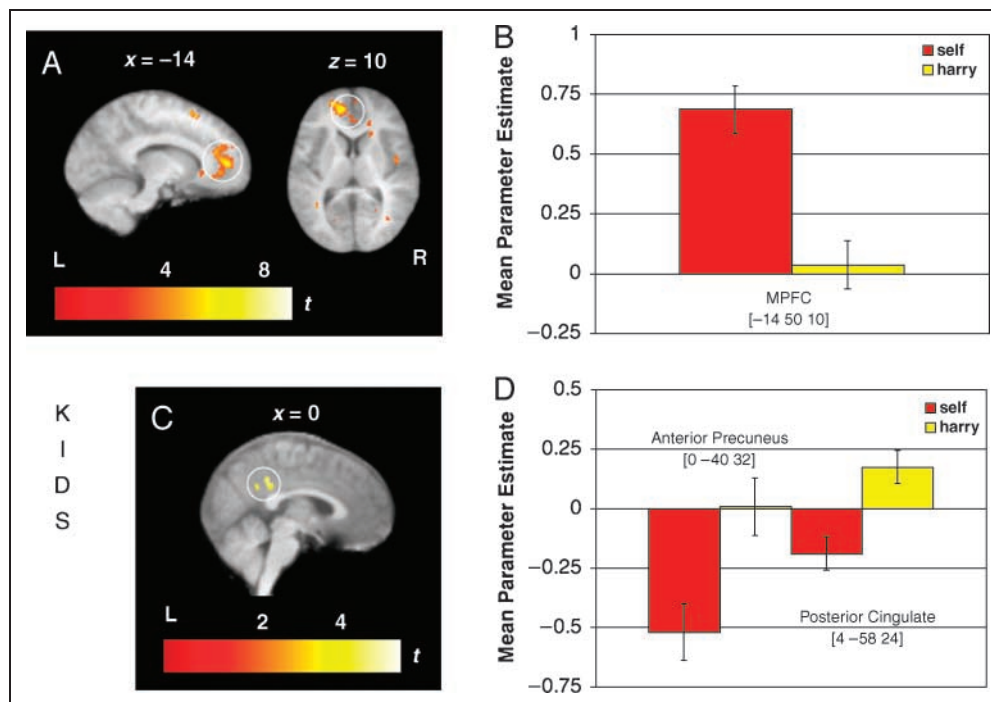 A
x = −14
z = 10
L
R
4
8
t
B
Mean Parameter Estimate
1
0.75
0.5
0.25
0
−0.25
self
harry
MPFC
[−14 50 10]
K
I
D
S
C
x = 0
L
2
4
t
D
Mean Parameter Estimate
0.5
0.25
0
−0.25
−0.5
−0.75
self
harry
Anterior Precuneus
[0 −40 32]
Posterior Cingulate
[4 −58 24]